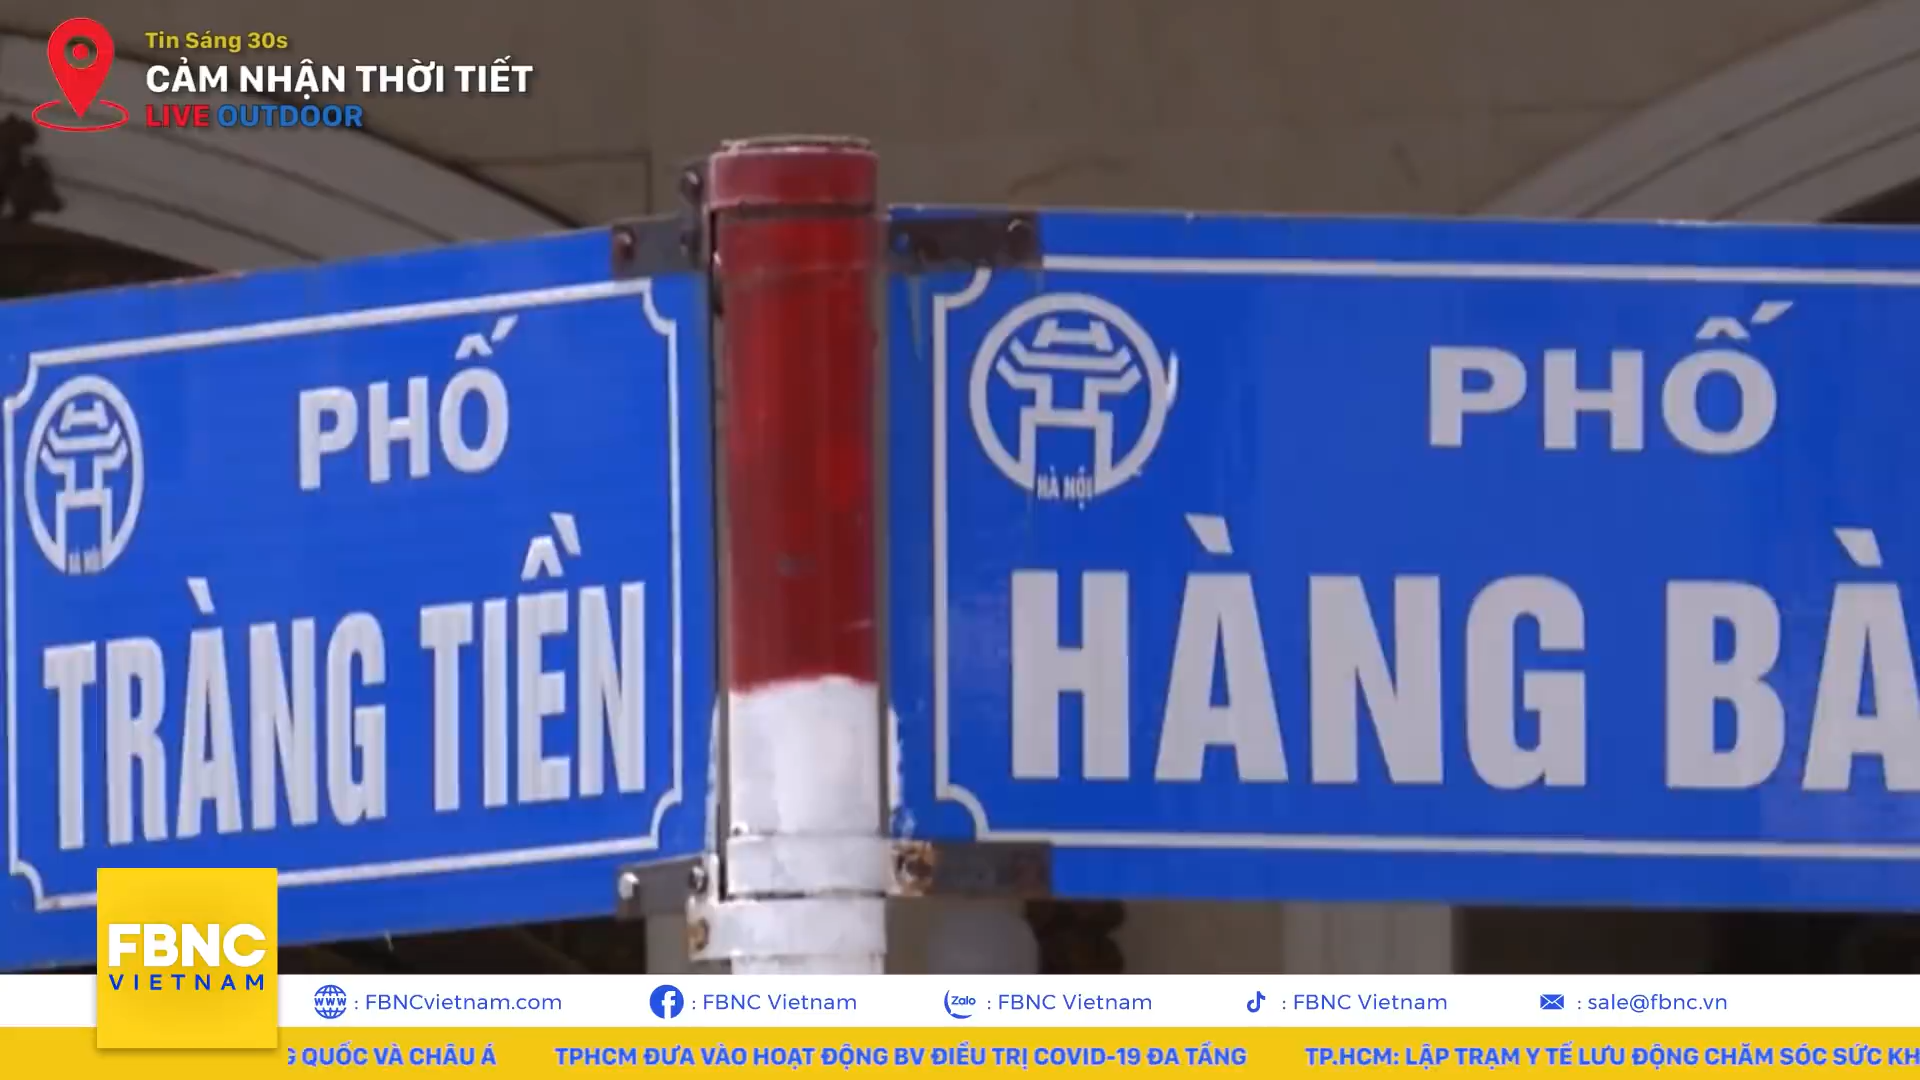 Tin Sáng 30s
CẢM NHẬN THỜI TIẾT
LIVE OUTDOOR
PHỐ
TRÀNG TIỀN
HÀ NỘI
PHỐ
HÀNG BÀ
HÀ NỘI
FBNC
VIETNAM
www : FBNCvietnam.com
: FBNC Vietnam
Zalo : FBNC Vietnam
: FBNC Vietnam
: sale@fbnc.vn
QUỐC VÀ CHÂU Á TPHCM ĐƯA VÀO HOẠT ĐỘNG BV ĐIỀU TRỊ COVID-19 ĐA TẦNG TP.HCM: LẬP TRẠM Y TẾ LƯU ĐỘNG CHĂM SÓC SỨC KH